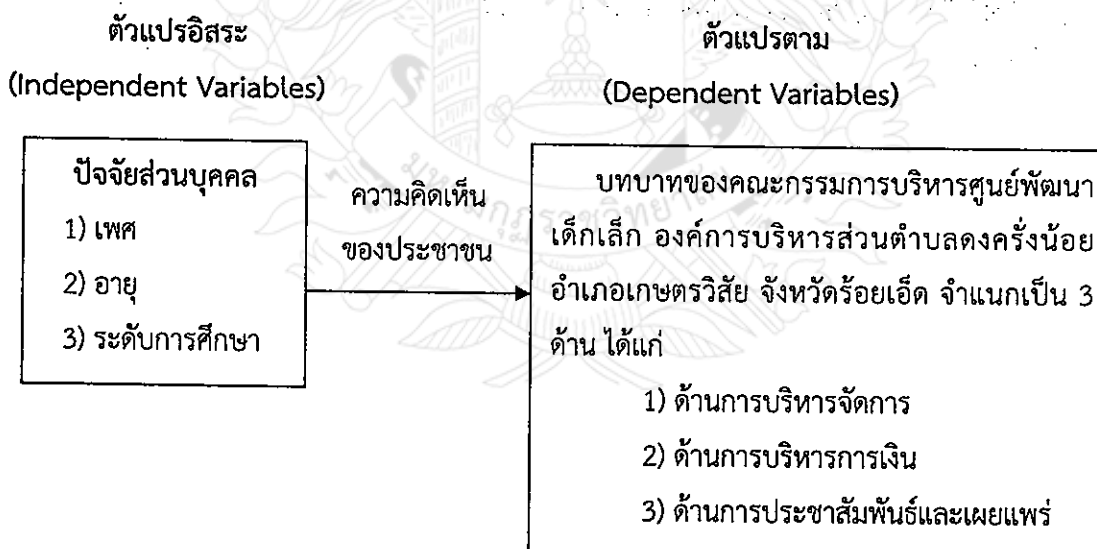 ตัวแปรอิสระ
(Independent Variables)
ตัวแปรตาม
(Dependent Variables)
ปัจจัยส่วนบุคคล
1) เพศ
2) อายุ
3) ระดับการศึกษา
ความคิดเห็น
ของประชาชน
บทบาทของคณะกรรมการบริหารศูนย์พัฒนา
เด็กเล็ก องค์การบริหารส่วนตำบลดงครั่งน้อย
อำเภอเกษตรวิสัย จังหวัดร้อยเอ็ด จำแนกเป็น 3
ด้าน ได้แก่
1) ด้านการบริหารจัดการ
2) ด้านการบริหารการเงิน
3) ด้านการประชาสัมพันธ์และเผยแพร่